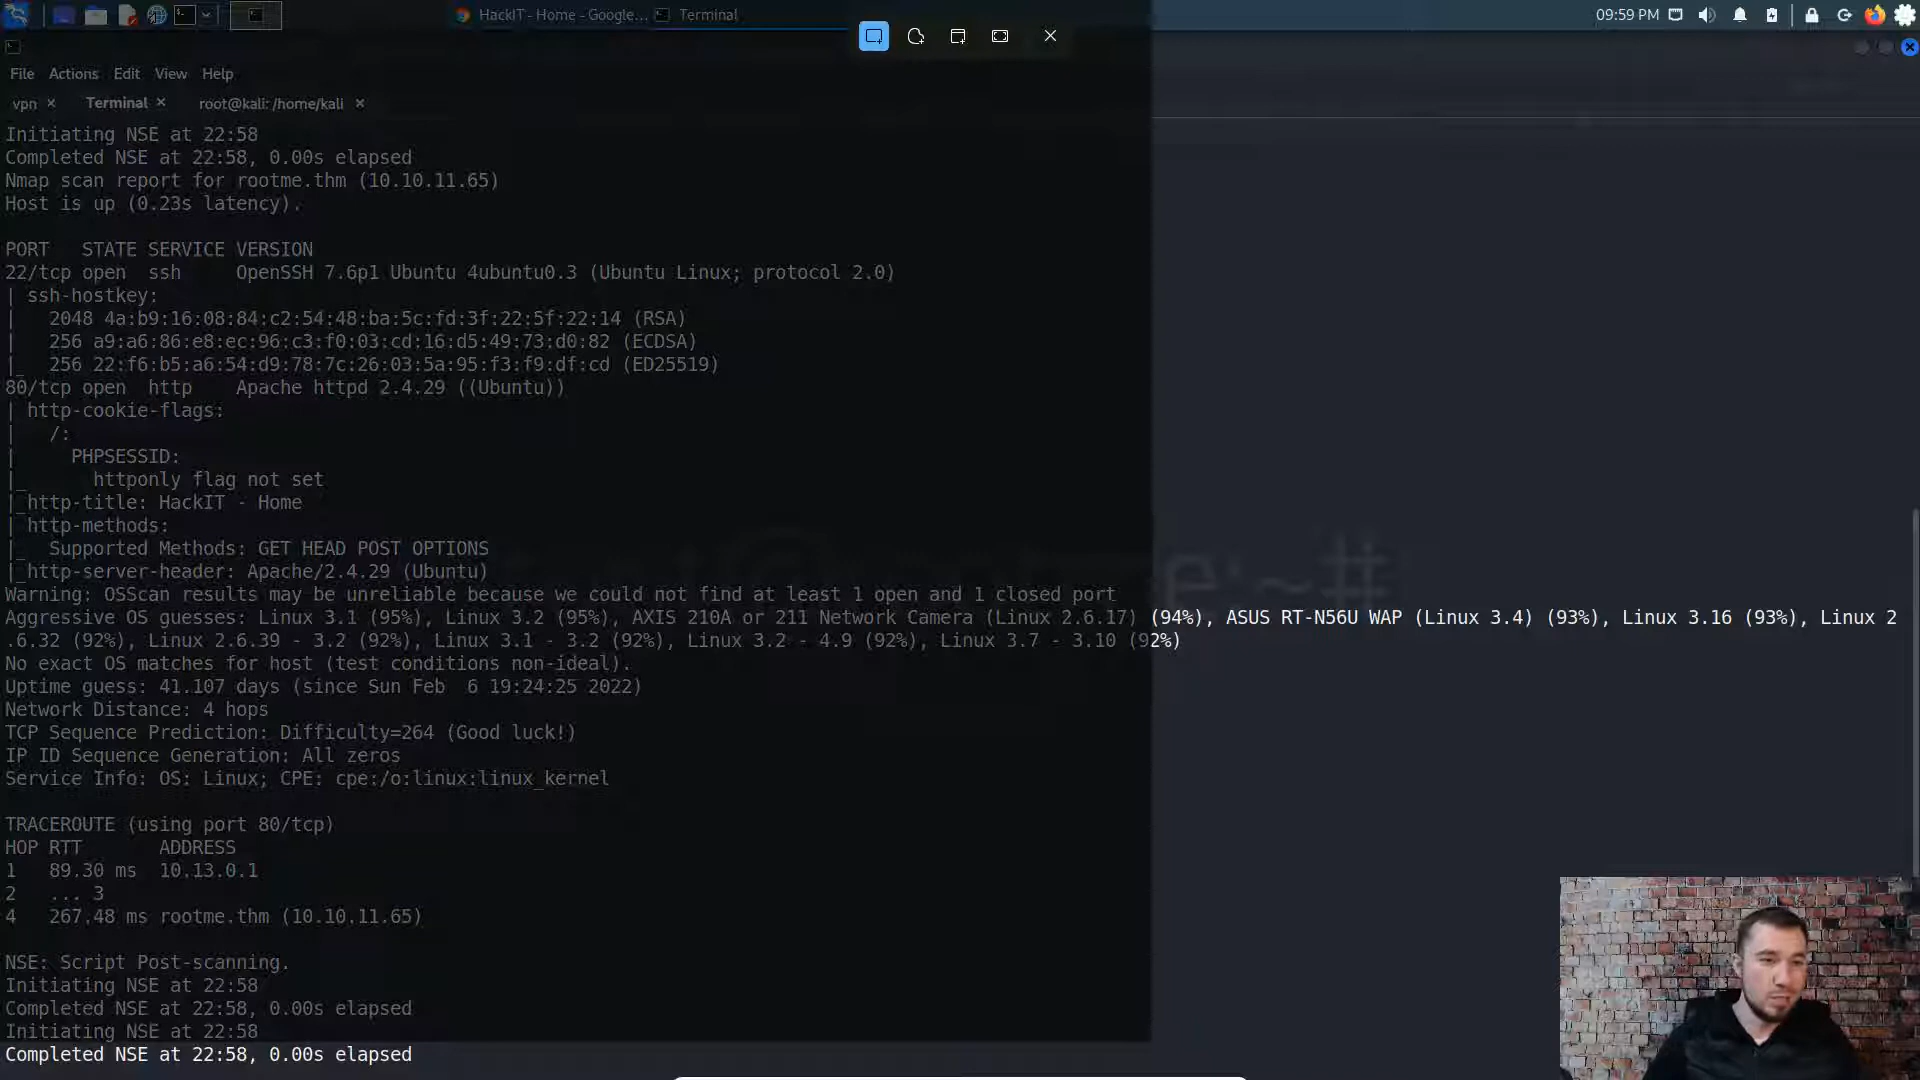 HackIT - Home - Google...
Terminal
09:59 PM
File Actions Edit View Help
vpn
Terminal
root@kali: /home/kali
Initiating NSE at 22:58
Completed NSE at 22:58, 0.00s elapsed
Nmap scan report for rootme.thm (10.10.11.65)
Host is up (0.23s latency).
PORT   STATE SERVICE VERSION
22/tcp open  ssh     OpenSSH 7.6p1 Ubuntu 4ubuntu0.3 (Ubuntu Linux; protocol 2.0)
| ssh-hostkey:
|   2048 4a:b9:16:08:84:c2:54:48:ba:5c:fd:3f:22:5f:22:14 (RSA)
|   256 a9:a6:86:e8:ec:96:c3:f0:03:cd:16:d5:49:73:d0:82 (ECDSA)
|_  256 22:f6:b5:a6:54:d9:78:7c:26:03:5a:95:f3:f9:df:cd (ED25519)
80/tcp open  http    Apache httpd 2.4.29 ((Ubuntu))
| http-cookie-flags:
|   /:
|     PHPSESSID:
|_      httponly flag not set
|_http-title: HackIT - Home
| http-methods:
|_  Supported Methods: GET HEAD POST OPTIONS
|_http-server-header: Apache/2.4.29 (Ubuntu)
Warning: OSScan results may be unreliable because we could not find at least 1 open and 1 closed port
Aggressive OS guesses: Linux 3.1 (95%), Linux 3.2 (95%), AXIS 210A or 211 Network Camera (Linux 2.6.17) (94%), ASUS RT-N56U WAP (Linux 3.4) (93%), Linux 3.16 (93%), Linux 2
.6.32 (92%), Linux 2.6.39 - 3.2 (92%), Linux 3.1 - 3.2 (92%), Linux 3.2 - 4.9 (92%), Linux 3.7 - 3.10 (92%)
No exact OS matches for host (test conditions non-ideal).
Uptime guess: 41.107 days (since Sun Feb  6 19:24:25 2022)
Network Distance: 4 hops
TCP Sequence Prediction: Difficulty=264 (Good luck!)
IP ID Sequence Generation: All zeros
Service Info: OS: Linux; CPE: cpe:/o:linux:linux_kernel
TRACEROUTE (using port 80/tcp)
HOP RTT       ADDRESS
1   89.30 ms  10.13.0.1
2   ... 3
4   267.48 ms rootme.thm (10.10.11.65)
NSE: Script Post-scanning.
Initiating NSE at 22:58
Completed NSE at 22:58, 0.00s elapsed
Initiating NSE at 22:58
Completed NSE at 22:58, 0.00s elapsed